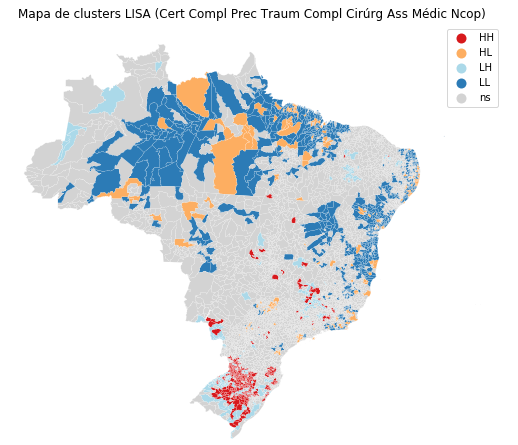 Mapa de clusters LISA (Cert Compl Prec Traum Compl Cirúrg Ass Médic Ncop)
HH
HL
LH
LL
ns